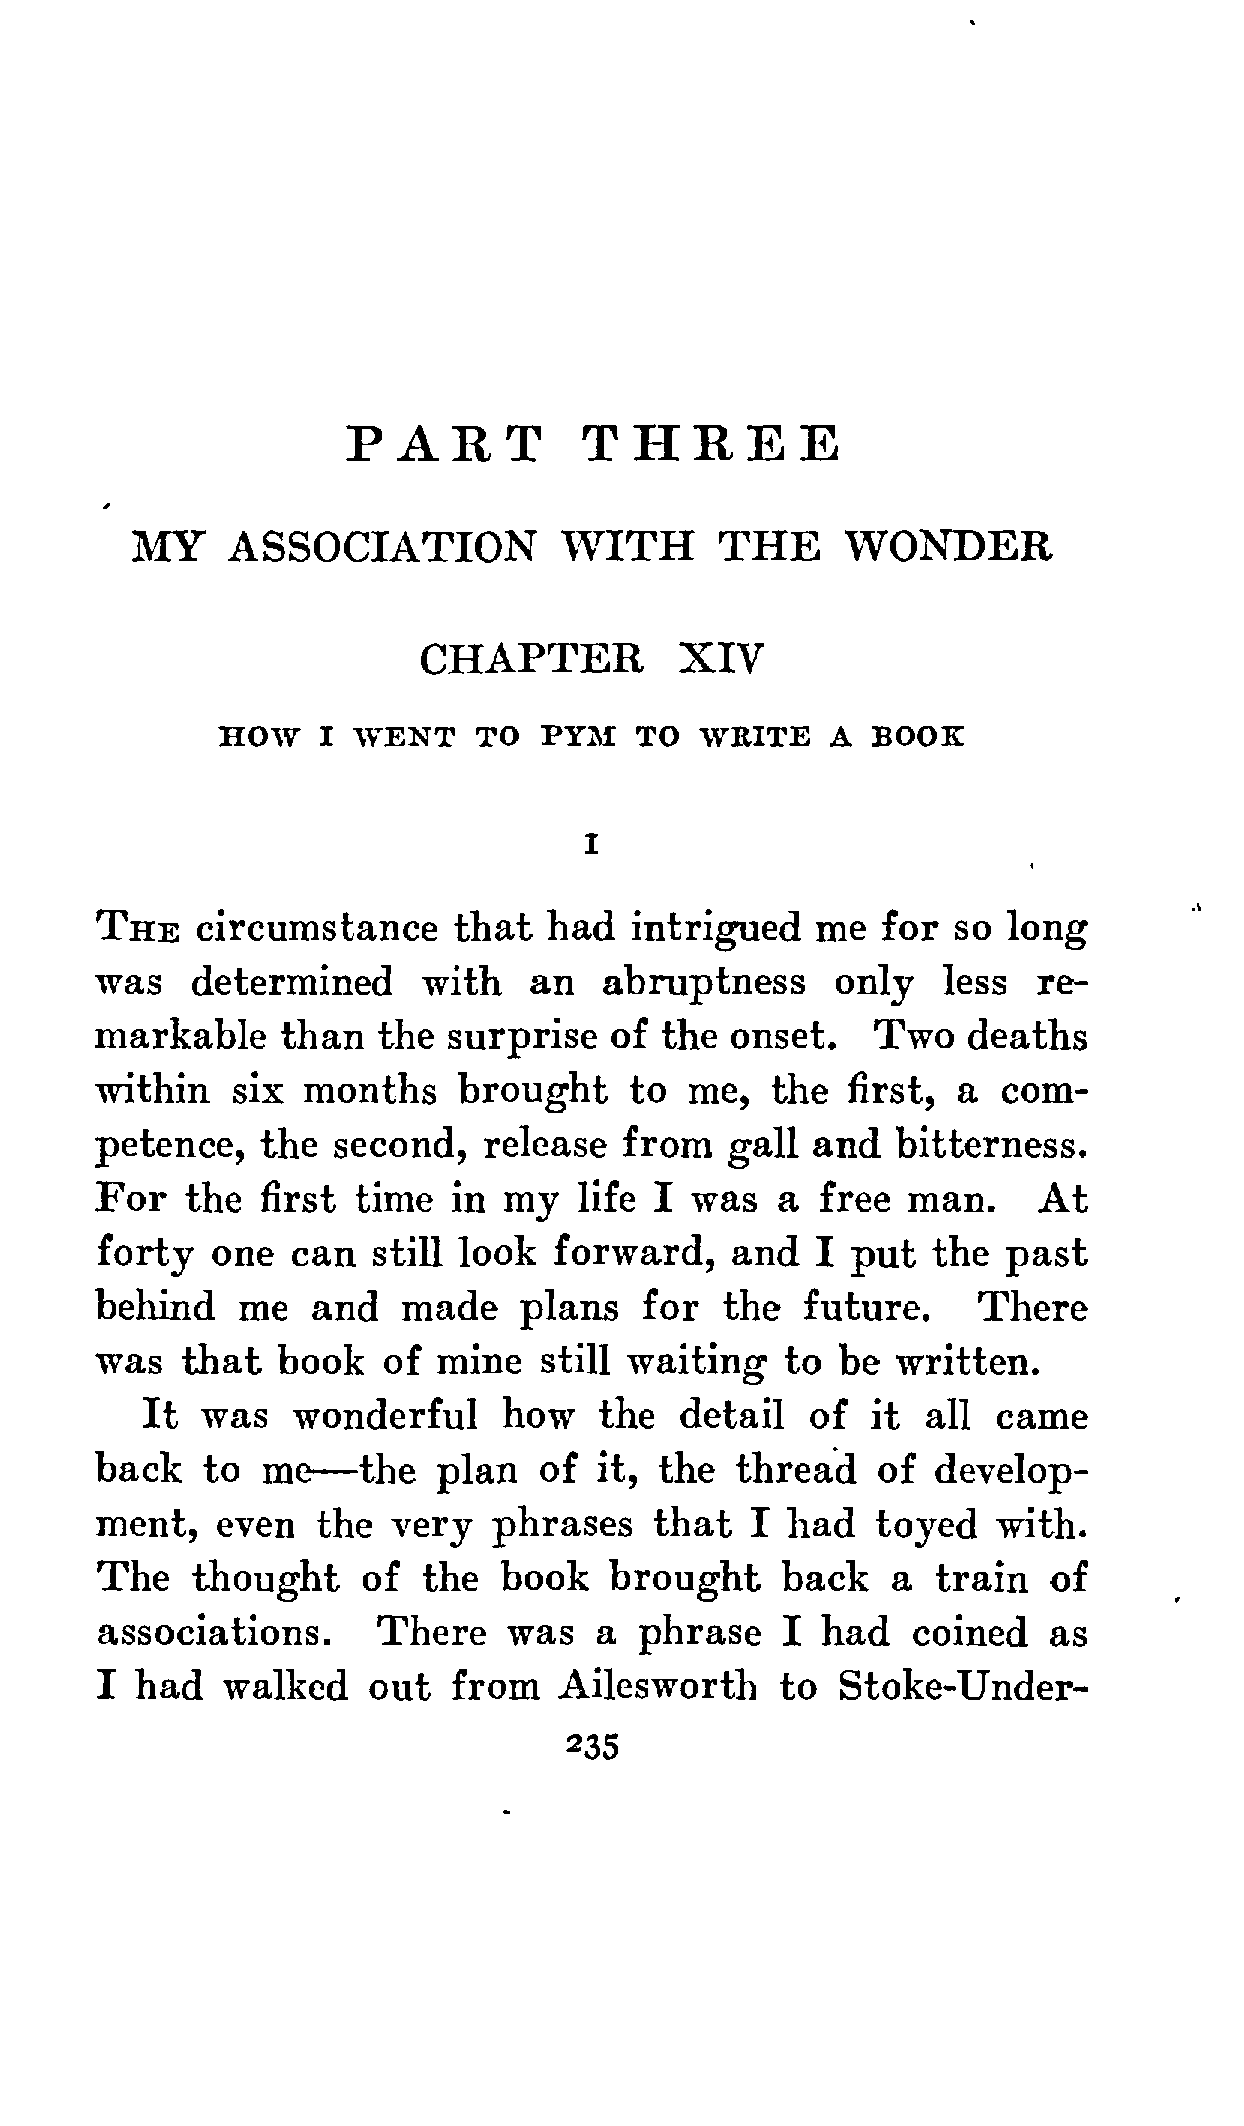 PART THREE
MY ASSOCIATION WITH THE WONDER
CHAPTER XIV
HOW I WENT TO PYM TO WRITE A BOOK
I
THE circumstance that had intrigued me for so long
was determined with an abruptness only less re-
markable than the surprise of the onset. Two deaths
within six months brought to me, the first, a com-
petence, the second, release from gall and bitterness.
For the first time in my life I was a free man. At
forty one can still look forward, and I put the past
behind me and made plans for the future. There
was that book of mine still waiting to be written.
It was wonderful how the detail of it all came
back to me—the plan of it, the thread of develop-
ment, even the very phrases that I had toyed with.
The thought of the book brought back a train of
associations. There was a phrase I had coined as
I had walked out from Ailesworth to Stoke-Under-
235